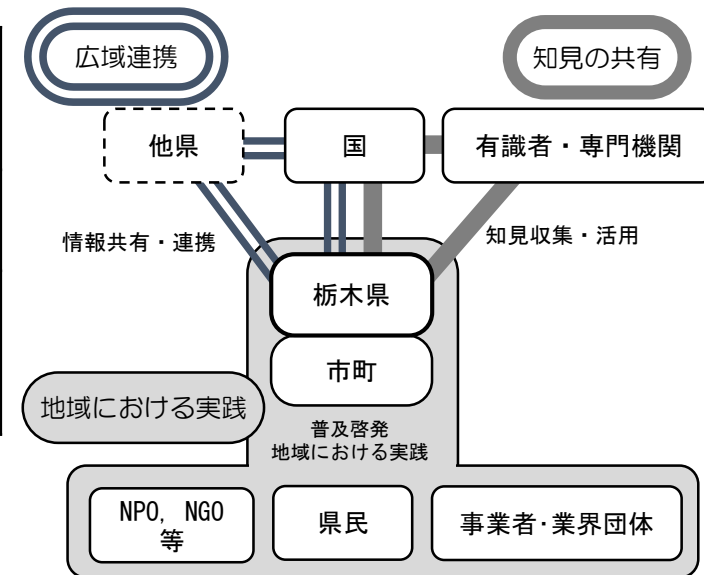 広域連携
知見の共有
他県
国
有識者・専門機関
情報共有・連携
知見収集・活用
栃木県
市町
地域における実践
普及啓発
地域における実践
NPO, NGO
等
県民
事業者・業界団体